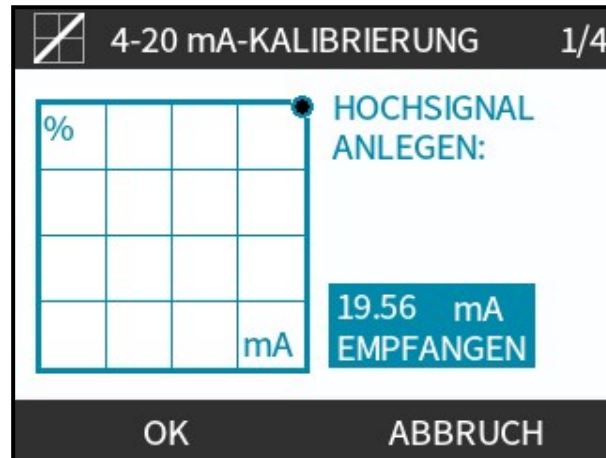 4-20 mA-KALIBRIERUNG 1/4
%
HOCHSIGNAL
ANLEGEN:
19.56 mA
mA
EMPFANGEN
OK ABBRUCH